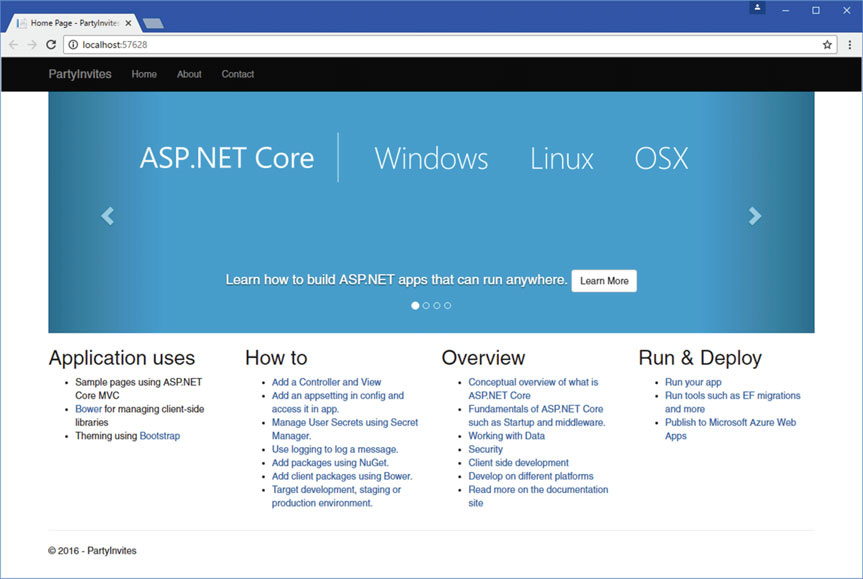 Home Page - PartyInvites
localhost:57628
PartyInvites Home About Contact
ASP.NET Core Windows Linux OSX
Learn how to build ASP.NET apps that can run anywhere. Learn More
Application uses
Sample pages using ASP.NET
Core MVC
Bower for managing client-side
libraries
Theming using Bootstrap
How to
Add a Controller and View
Add an appsetting in config and
access it in app.
Manage User Secrets using Secret
Manager.
Use logging to log a message.
Add packages using NuGet.
Add client packages using Bower.
Target development, staging or
production environment.
Overview
Conceptual overview of what is
ASP.NET Core
Fundamentals of ASP.NET Core
such as Startup and middleware.
Working with Data
Security
Client side development
Develop on different platforms
Read more on the documentation
site
Run & Deploy
Run your app
Run tools such as EF migrations
and more
Publish to Microsoft Azure Web
Apps
© 2016 - PartyInvites